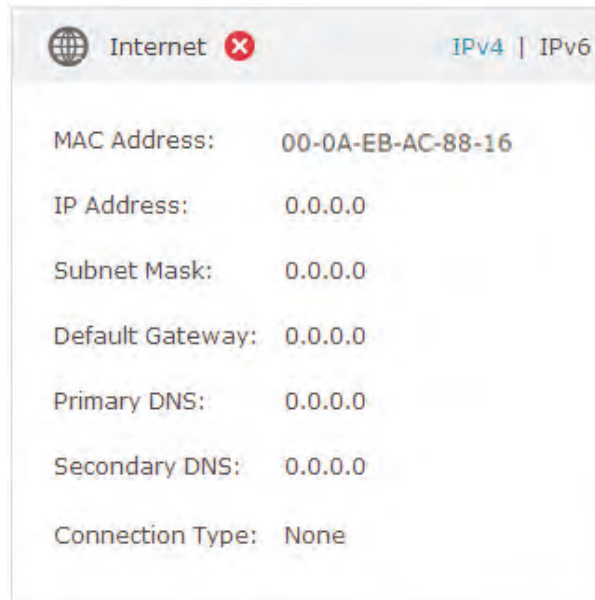 Internet IPv4 | IPv6
MAC Address: 00-0A-EB-AC-88-16
IP Address: 0.0.0.0
Subnet Mask: 0.0.0.0
Default Gateway: 0.0.0.0
Primary DNS: 0.0.0.0
Secondary DNS: 0.0.0.0
Connection Type: None